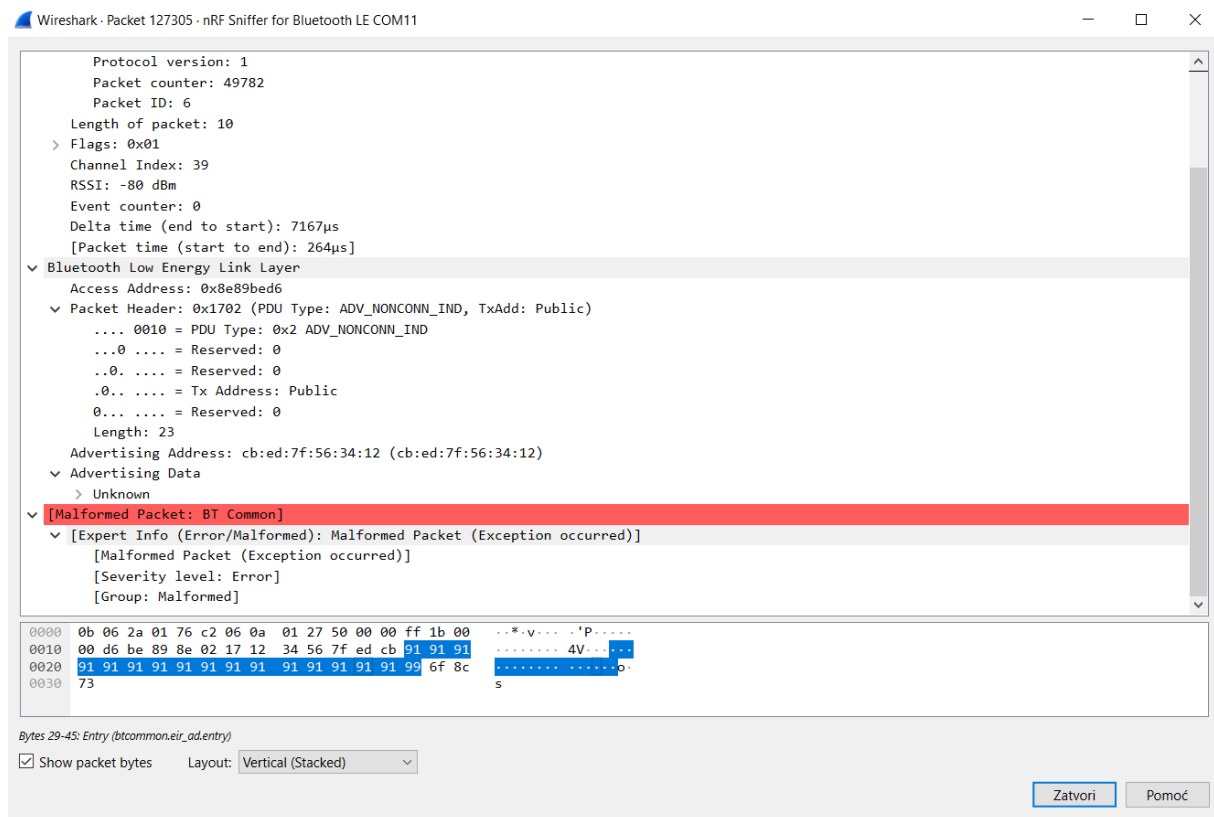 Wireshark · Packet 127305 · nRF Sniffer for Bluetooth LE COM11
Protocol version: 1
Packet counter: 49782
Packet ID: 6
Length of packet: 10
Flags: 0x01
Channel Index: 39
RSSI: -80 dBm
Event counter: 0
Delta time (end to start): 7167µs
[Packet time (start to end): 264µs]
Bluetooth Low Energy Link Layer
Access Address: 0x8e89bed6
Packet Header: 0x1702 (PDU Type: ADV_NONCONN_IND, TxAdd: Public)
.... 0010 = PDU Type: 0x2 ADV_NONCONN_IND
...0 .... = Reserved: 0
..0. .... = Reserved: 0
.0.. .... = Tx Address: Public
0... .... = Reserved: 0
Length: 23
Advertising Address: cb:ed:7f:56:34:12 (cb:ed:7f:56:34:12)
Advertising Data
Unknown
[Malformed Packet: BT Common]
[Expert Info (Error/Malformed): Malformed Packet (Exception occurred)]
[Malformed Packet (Exception occurred)]
[Severity level: Error]
[Group: Malformed]
0000 0b 06 2a 01 76 c2 06 0a 01 27 50 00 00 ff 1b 00 ··*·v··· ·'P·····
0010 00 d6 be 89 8e 02 17 12 34 56 7f ed cb 91 91 91 ········ 4V······
0020 91 91 91 91 91 91 91 91 91 91 91 91 91 99 6f 8c ········ ······o·
0030 73 s
Bytes 29-45: Entry (btcommon.eir_ad.entry)
Show packet bytes Layout: Vertical (Stacked)
Zatvori Pomoć